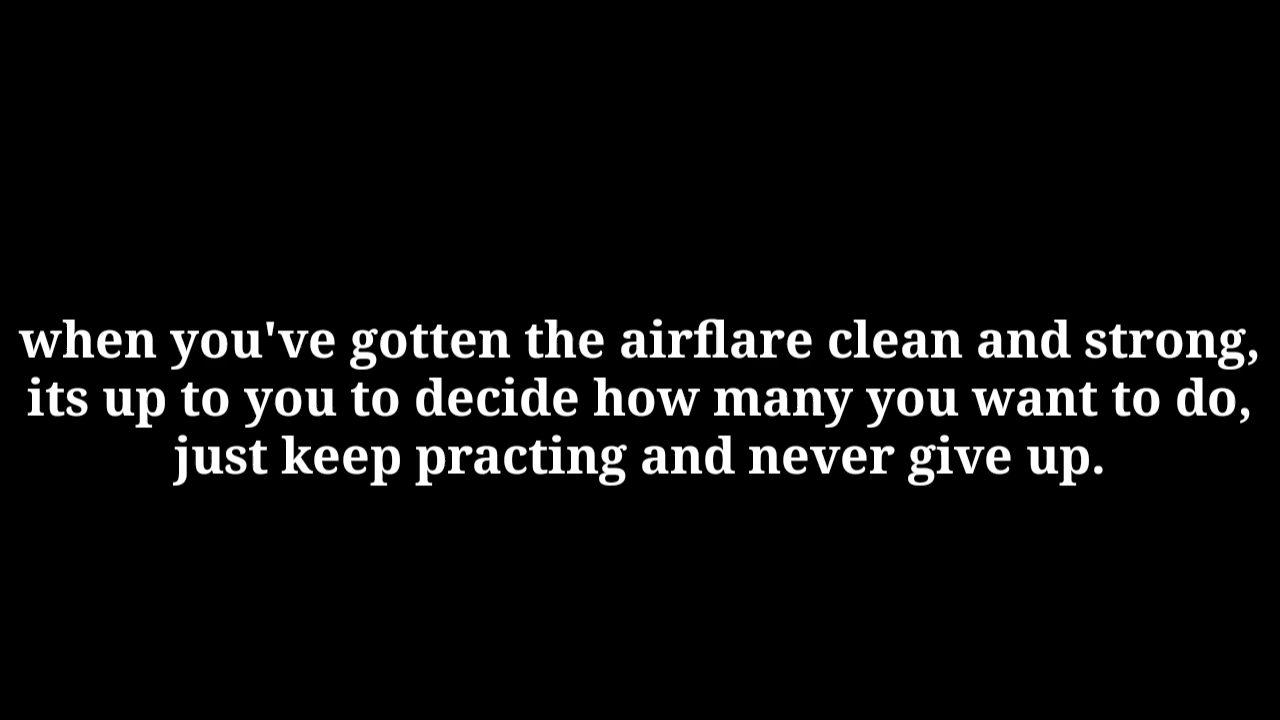 when you've gotten the airflare clean and strong,
its up to you to decide how many you want to do,
just keep practing and never give up.